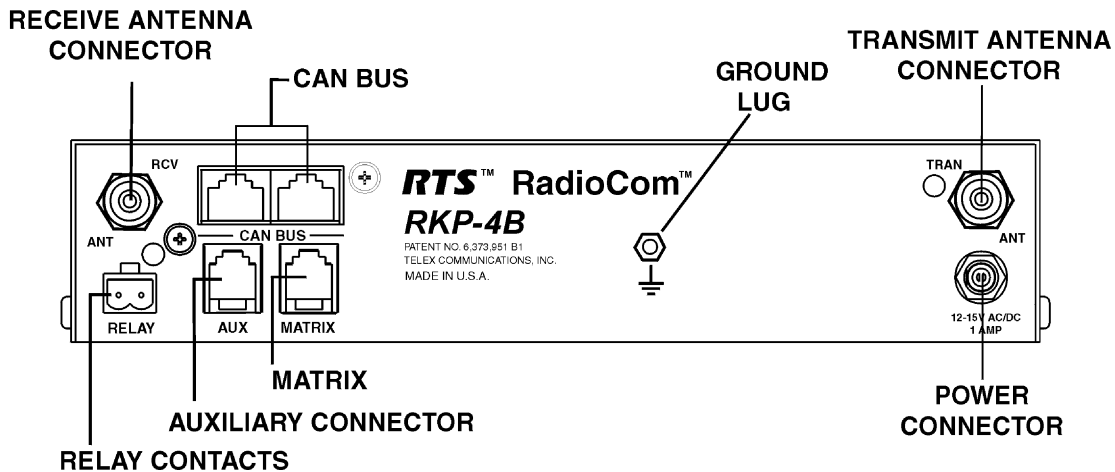 RECEIVE ANTENNA
CONNECTOR
CAN BUS
GROUND
LUG
TRANSMIT ANTENNA
CONNECTOR
RCV
ANT
CAN BUS
RELAY
AUX
MATRIX
RTS™ RadioCom™
RKP-4B
PATENT NO. 6,373,951 B1
TELEX COMMUNICATIONS, INC.
MADE IN U.S.A.
TRAN
ANT
12-15V AC/DC
1 AMP
MATRIX
AUXILIARY CONNECTOR
RELAY CONTACTS
POWER
CONNECTOR